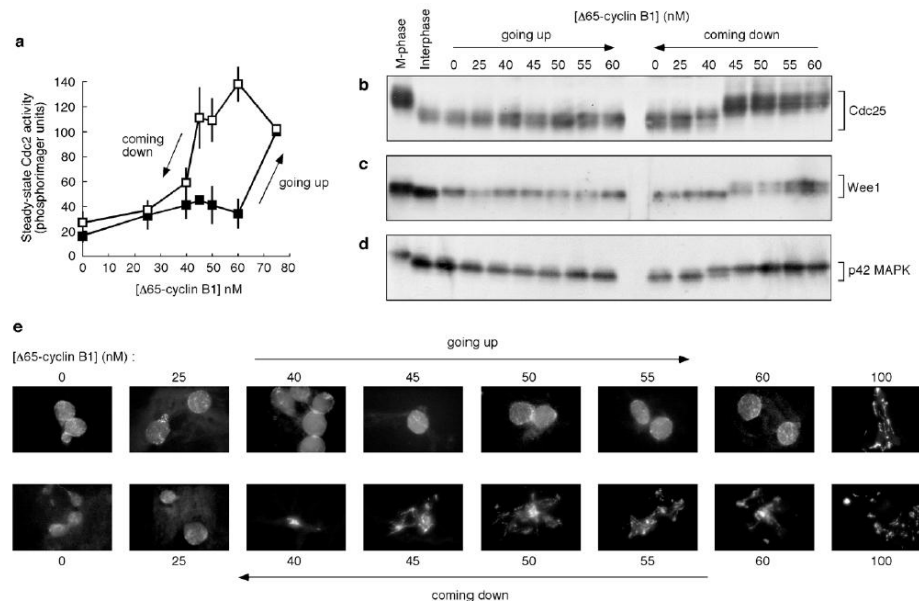 a
Steady-state Cdc2 activity
(phosphorimager units)
140
120
100
80
60
40
20
0
coming
down
going
up
0 10 20 30 40 50 60 70 80
[Δ65-cyclin B1] nM
[Δ65-cyclin B1] (nM)
M-phase
Interphase
going up
coming down
0 25 40 45 50 55 60
0 25 40 45 50 55 60
b
Cdc25
c
Wee1
d
p42 MAPK
e
going up
[Δ65-cyclin B1] (nM) :
0 25 40 45 50 55 60 100
0 25 40 45 50 55 60 100
coming down